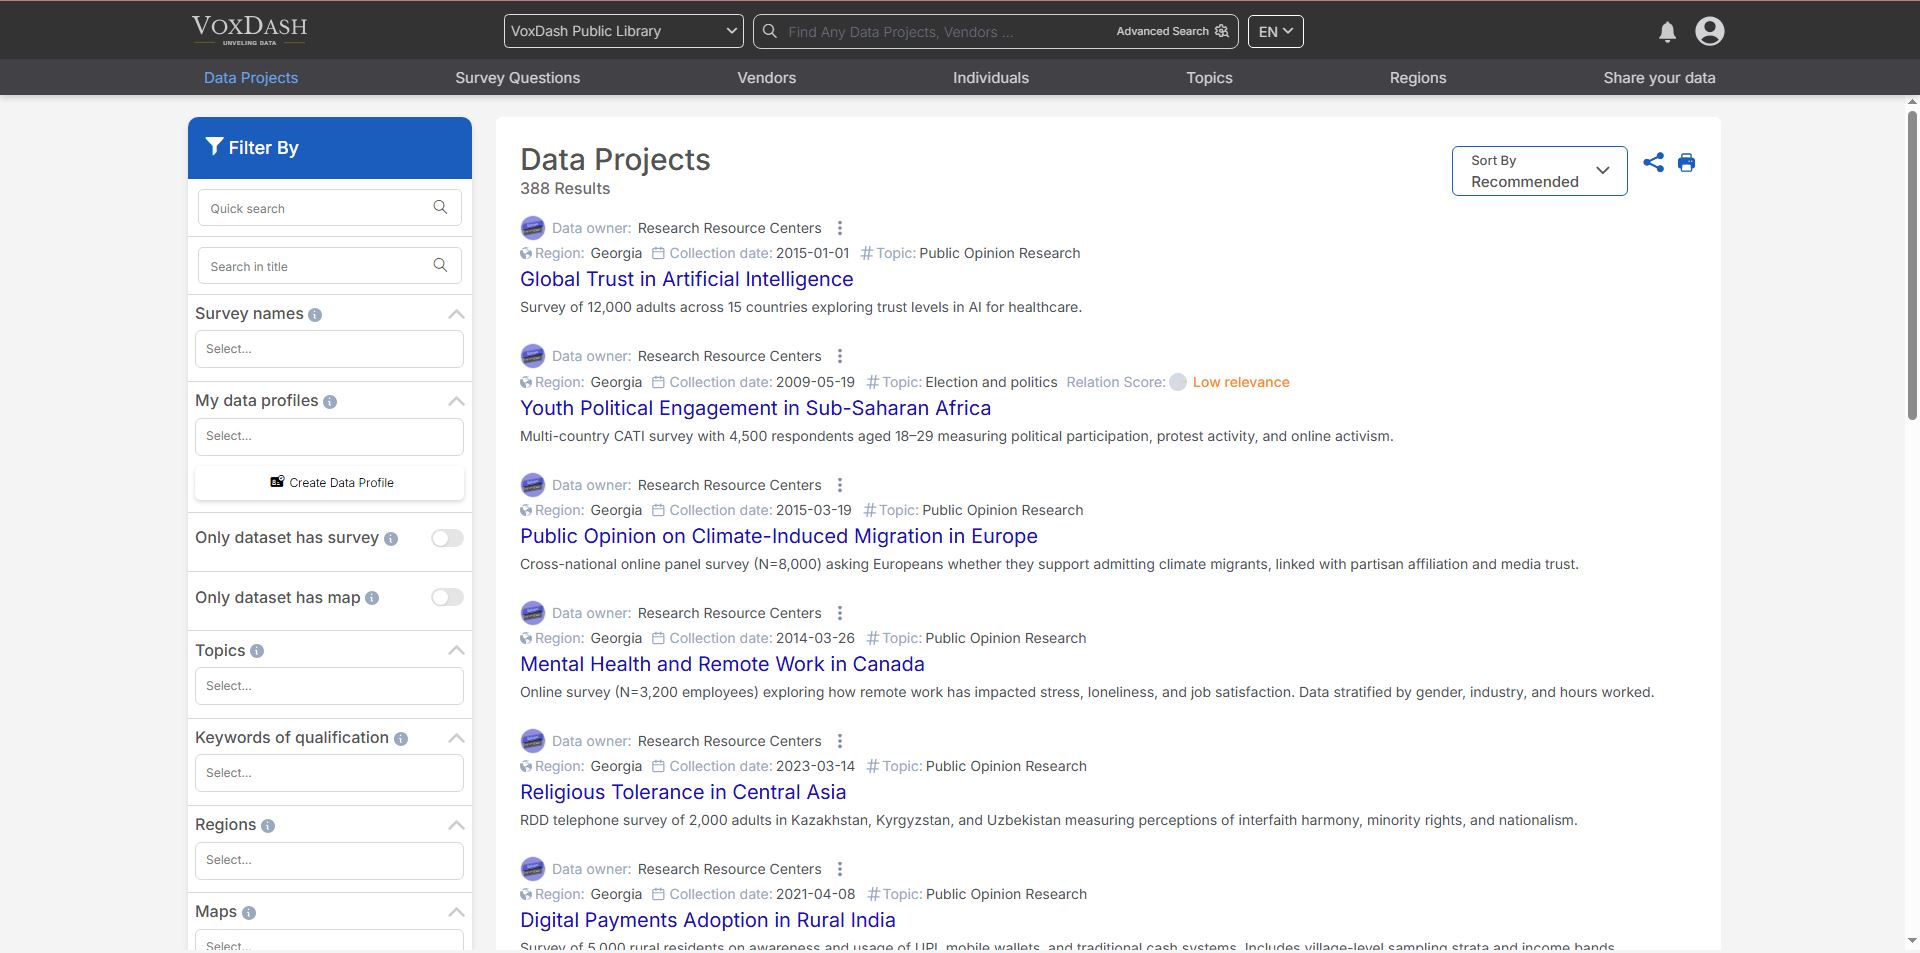 VOXDASH
UNVELING DATA
VoxDash Public Library
Find Any Data Projects, Vendors ...
Advanced Search
EN
Data Projects
Survey Questions
Vendors
Individuals
Topics
Regions
Share your data
Filter By
Quick search
Search in title
Survey names
Select...
My data profiles
Select...
Create Data Profile
Only dataset has survey
Only dataset has map
Topics
Select...
Keywords of qualification
Select...
Regions
Select...
Maps
Select...
Data Projects
388 Results
Sort By
Recommended
Data owner: Research Resource Centers
Region: Georgia Collection date: 2015-01-01 # Topic: Public Opinion Research
Global Trust in Artificial Intelligence
Survey of 12,000 adults across 15 countries exploring trust levels in AI for healthcare.
Data owner: Research Resource Centers
Region: Georgia Collection date: 2009-05-19 # Topic: Election and politics Relation Score: Low relevance
Youth Political Engagement in Sub-Saharan Africa
Multi-country CATI survey with 4,500 respondents aged 18–29 measuring political participation, protest activity, and online activism.
Data owner: Research Resource Centers
Region: Georgia Collection date: 2015-03-19 # Topic: Public Opinion Research
Public Opinion on Climate-Induced Migration in Europe
Cross-national online panel survey (N=8,000) asking Europeans whether they support admitting climate migrants, linked with partisan affiliation and media trust.
Data owner: Research Resource Centers
Region: Georgia Collection date: 2014-03-26 # Topic: Public Opinion Research
Mental Health and Remote Work in Canada
Online survey (N=3,200 employees) exploring how remote work has impacted stress, loneliness, and job satisfaction. Data stratified by gender, industry, and hours worked.
Data owner: Research Resource Centers
Region: Georgia Collection date: 2023-03-14 # Topic: Public Opinion Research
Religious Tolerance in Central Asia
RDD telephone survey of 2,000 adults in Kazakhstan, Kyrgyzstan, and Uzbekistan measuring perceptions of interfaith harmony, minority rights, and nationalism.
Data owner: Research Resource Centers
Region: Georgia Collection date: 2021-04-08 # Topic: Public Opinion Research
Digital Payments Adoption in Rural India
Survey of 5,000 rural residents on awareness and usage of UPI, mobile wallets, and traditional cash systems. Includes village-level sampling strata and income bands.